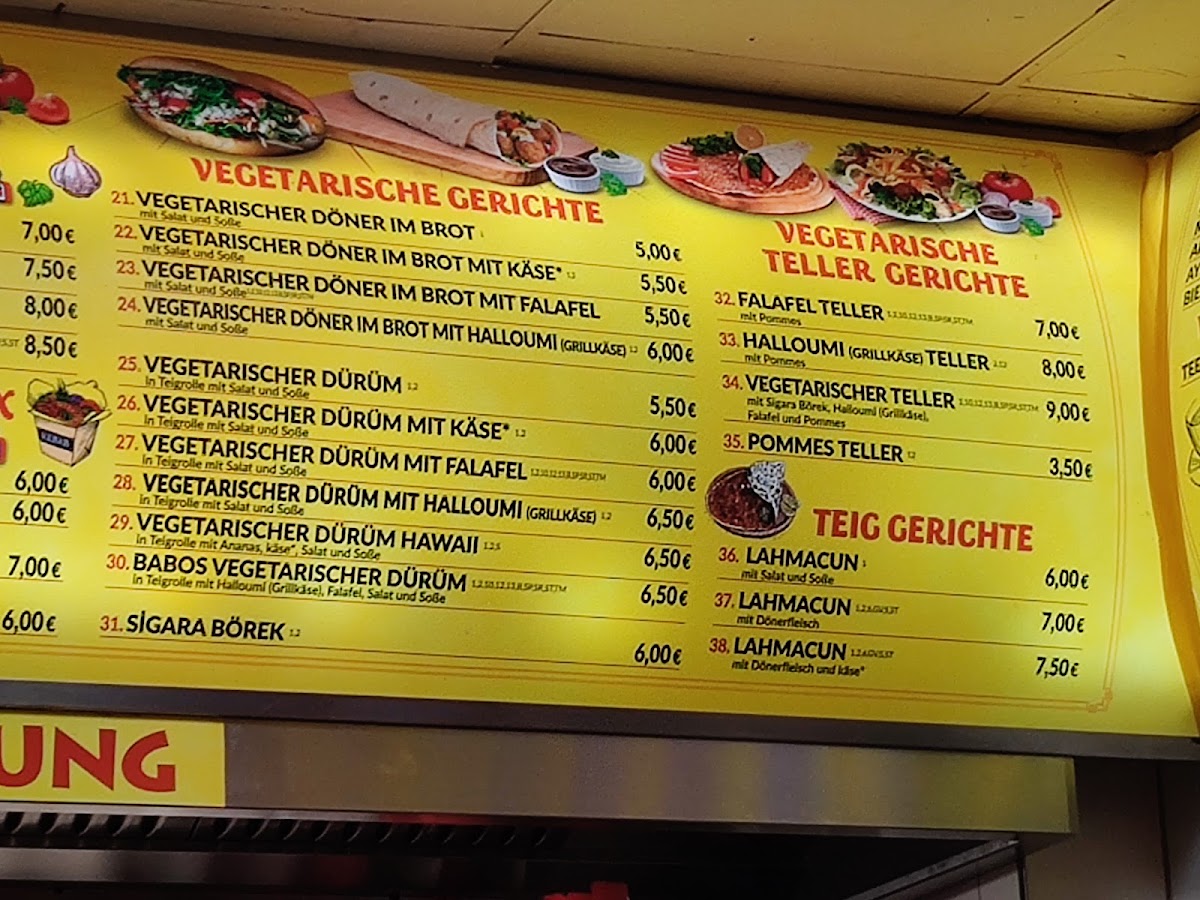 7,00 €
7,50 €
8,00 €
8,50 €
KEBAB
6,00 €
6,00 €
7,00 €
6,00 €
VEGETARISCHE GERICHTE
21. VEGETARISCHER DÖNER IM BROT 5,00 €
mit Salat und Soße
22. VEGETARISCHER DÖNER IM BROT MIT KÄSE* 5,50 €
mit Salat und Soße
23. VEGETARISCHER DÖNER IM BROT MIT FALAFEL 5,50 €
mit Salat und Soße
24. VEGETARISCHER DÖNER IM BROT MIT HALLOUMI (GRILLKÄSE) 6,00 €
mit Salat und Soße
25. VEGETARISCHER DÜRÜM 5,50 €
in Teigrolle mit Salat und Soße
26. VEGETARISCHER DÜRÜM MIT KÄSE* 6,00 €
in Teigrolle mit Salat und Soße
27. VEGETARISCHER DÜRÜM MIT FALAFEL 6,00 €
in Teigrolle mit Salat und Soße
28. VEGETARISCHER DÜRÜM MIT HALLOUMI (GRILLKÄSE) 6,50 €
in Teigrolle mit Salat und Soße
29. VEGETARISCHER DÜRÜM HAWAII 6,50 €
in Teigrolle mit Ananas, käse*, Salat und Soße
30. BABOS VEGETARISCHER DÜRÜM 6,50 €
in Teigrolle mit Halloumi (Grillkäse), Falafel, Salat und Soße
31. SİGARA BÖREK 6,00 €
VEGETARISCHE
TELLER GERICHTE
32. FALAFEL TELLER 7,00 €
mit Pommes
33. HALLOUMI (GRILLKÄSE) TELLER 8,00 €
mit Pommes
34. VEGETARISCHER TELLER 9,00 €
mit Sigara Börek, Halloumi (Grillkäse),
Falafel und Pommes
35. POMMES TELLER 3,50 €
TEIG GERICHTE
36. LAHMACUN 6,00 €
mit Salat und Soße
37. LAHMACUN 7,00 €
mit Dönerfleisch
38. LAHMACUN 7,50 €
mit Dönerfleisch und käse*
UNG